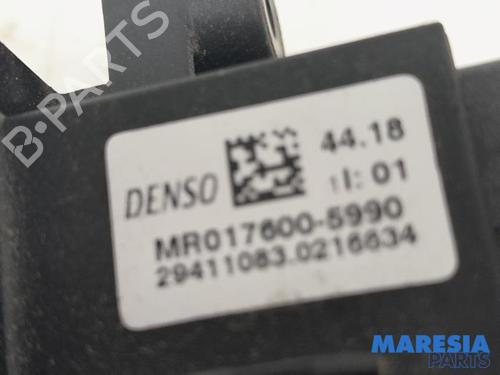 B-PARTS
DENSO
44.18
I: 01
MR017600-5990
29411083.0216634
MARESIA
PARTS